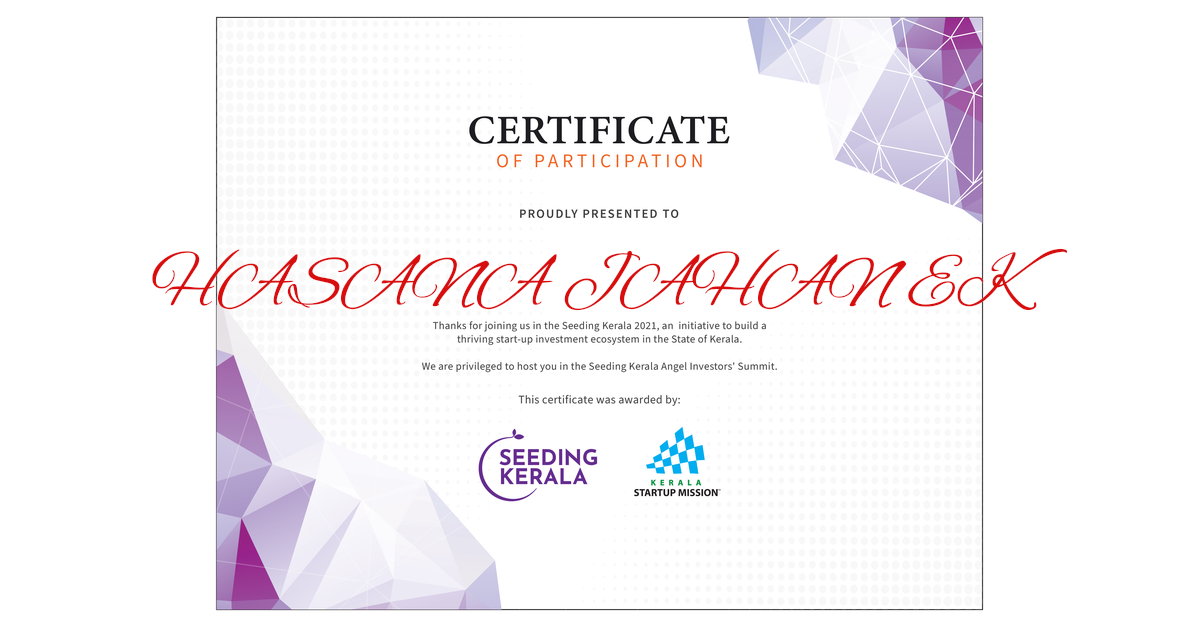 CERTIFICATE
OF PARTICIPATION
PROUDLY PRESENTED TO
HASANA JAHAN EK
Thanks for joining us in the Seeding Kerala 2021, an initiative to build a
thriving start-up investment ecosystem in the State of Kerala.
We are privileged to host you in the Seeding Kerala Angel Investors' Summit.
This certificate was awarded by:
SEEDING
KERALA
KERALA
STARTUP MISSION